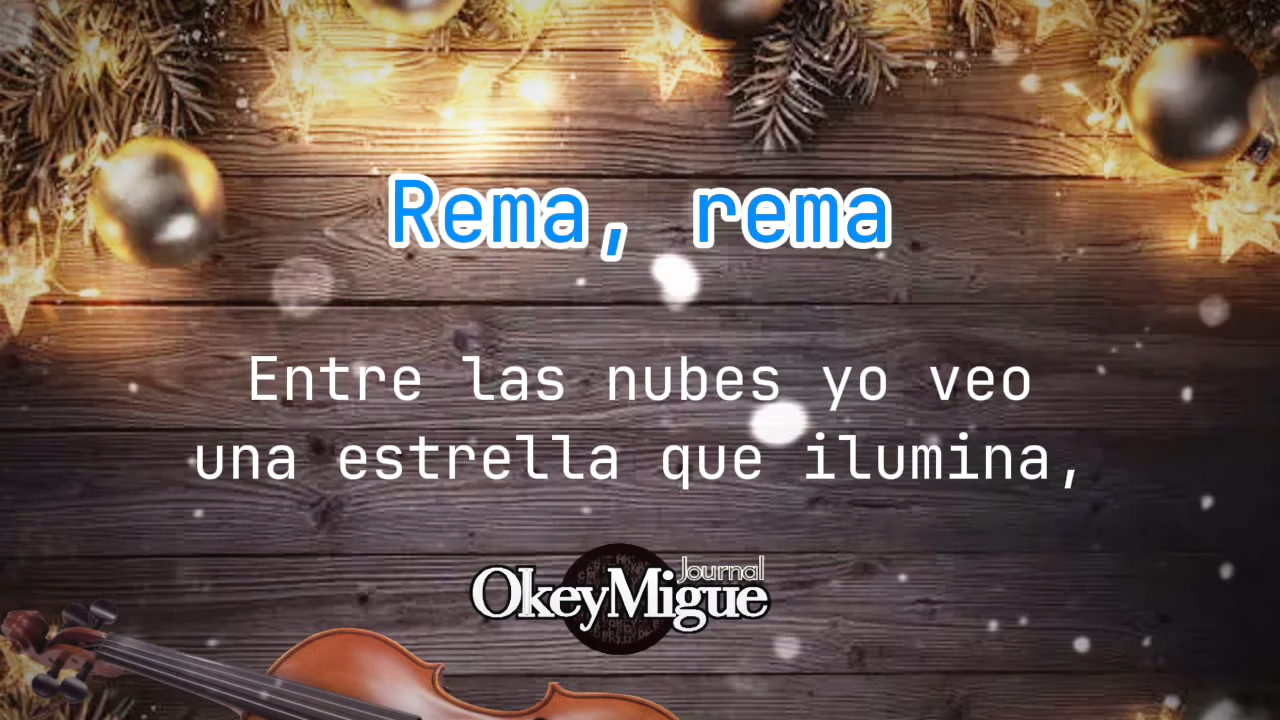 Rema, rema
Entre las nubes yo veo
una estrella que ilumina,
Journal
OkeyMigue